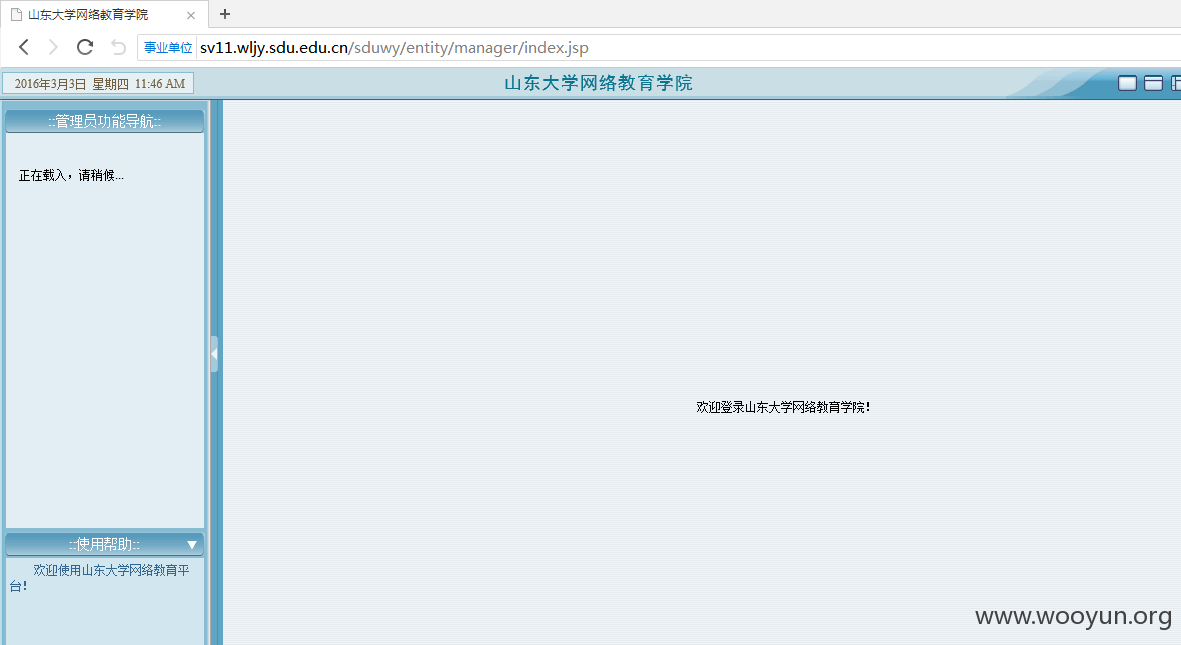 山东大学网络教育学院
事业单位 sv11.wljy.sdu.edu.cn/sduwy/entity/manager/index.jsp
2016年3月3日 星期四 11:46 AM
山东大学网络教育学院
::管理员功能导航::
正在载入，请稍候...
欢迎登录山东大学网络教育学院！
::使用帮助::
欢迎使用山东大学网络教育平
台！
www.wooyun.org